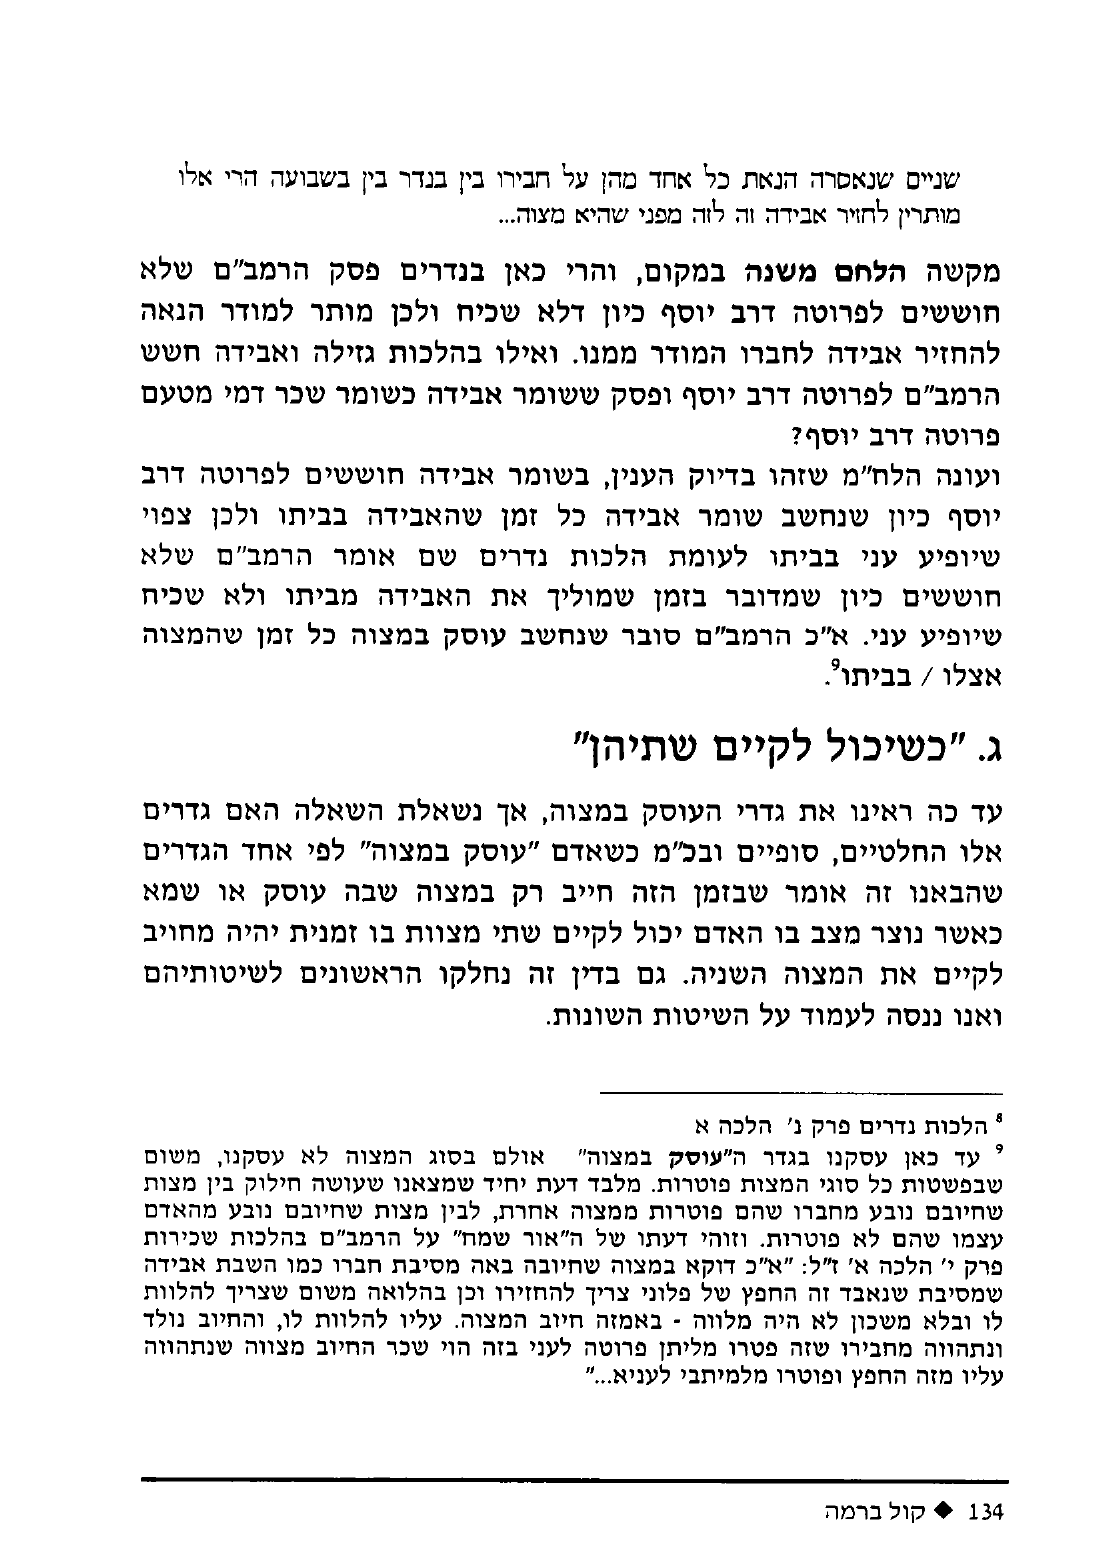 שניים שנאסרה הנאת כל אחד מהן על חבירו בין בנדר בין בשבועה הרי אלו
מותרין לחזיר אבידה זה לזה מפני שהיא מצוה...
מקשה הלחם משנה במקום, והרי כאן בנדרים פסק הרמב"ם שלא
חוששים לפרוטה דרב יוסף כיון דלא שכיח ולכן מותר למודר הנאה
להחזיר אבידה לחברו המודר ממנו. ואילו בהלכות גזילה ואבידה חשש
הרמב"ם לפרוטה דרב יוסף ופסק ששומר אבידה כשומר שכר דמי מטעם
פרוטה דרב יוסף?
ועונה הלח"מ שזהו בדיוק הענין, בשומר אבידה חוששים לפרוטה דרב
יוסף כיון שנחשב שומר אבידה כל זמן שהאבידה בביתו ולכן צפוי
שיופיע עני בביתו לעומת הלכות נדרים שם אומר הרמב"ם שלא
חוששים כיון שמדובר בזמן שמוליך את האבידה מביתו ולא שכיח
שיופיע עני. א"כ הרמב"ם סובר שנחשב עוסק במצוה כל זמן שהמצוה
אצלו / בביתו9.
ג. "כשיכול לקיים שתיהן"
עד כה ראינו את גדרי העוסק במצוה, אך נשאלת השאלה האם גדרים
אלו החלטיים, סופיים ובכ"מ כשאדם "עוסק במצוה" לפי אחד הגדרים
שהבאנו זה אומר שבזמן הזה חייב רק במצוה שבה עוסק או שמא
כאשר נוצר מצב בו האדם יכול לקיים שתי מצוות בו זמנית יהיה מחויב
לקיים את המצוה השניה. גם בדין זה נחלקו הראשונים לשיטותיהם
ואנו ננסה לעמוד על השיטות השונות.
8 הלכות נדרים פרק נ' הלכה א
9 עד כאן עסקנו בגדר ה"עוסק במצוה" אולם בסוג המצוה לא עסקנו, משום
שבפשטות כל סוגי המצות פוטרות. מלבד דעת יחיד שמצאנו שעושה חילוק בין מצות
שחיובם נובע מחברו שהם פוטרות ממצוה אחרת, לבין מצות שחיובם נובע מהאדם
עצמו שהם לא פוטרות. וזוהי דעתו של ה"אור שמח" על הרמב"ם בהלכות שכירות
פרק י' הלכה א' ז"ל: "א"כ דוקא במצוה שחיובה באה מסיבת חברו כמו השבת אבידה
שמסיבת שנאבד זה החפץ של פלוני צריך להחזירו וכן בהלואה משום שצריך להלוות
לו ובלא משכון לא היה מלווה - באמזה חיוב המצוה. עליו להלוות לו, והחיוב נולד
ונתהווה מחבירו שזה פטרו מליתן פרוטה לעני בזה הוי שכר החיוב מצווה שנתהווה
עליו מזה החפץ ופוטרו מלמיתבי לעניא..."
134 ◆ קול ברמה